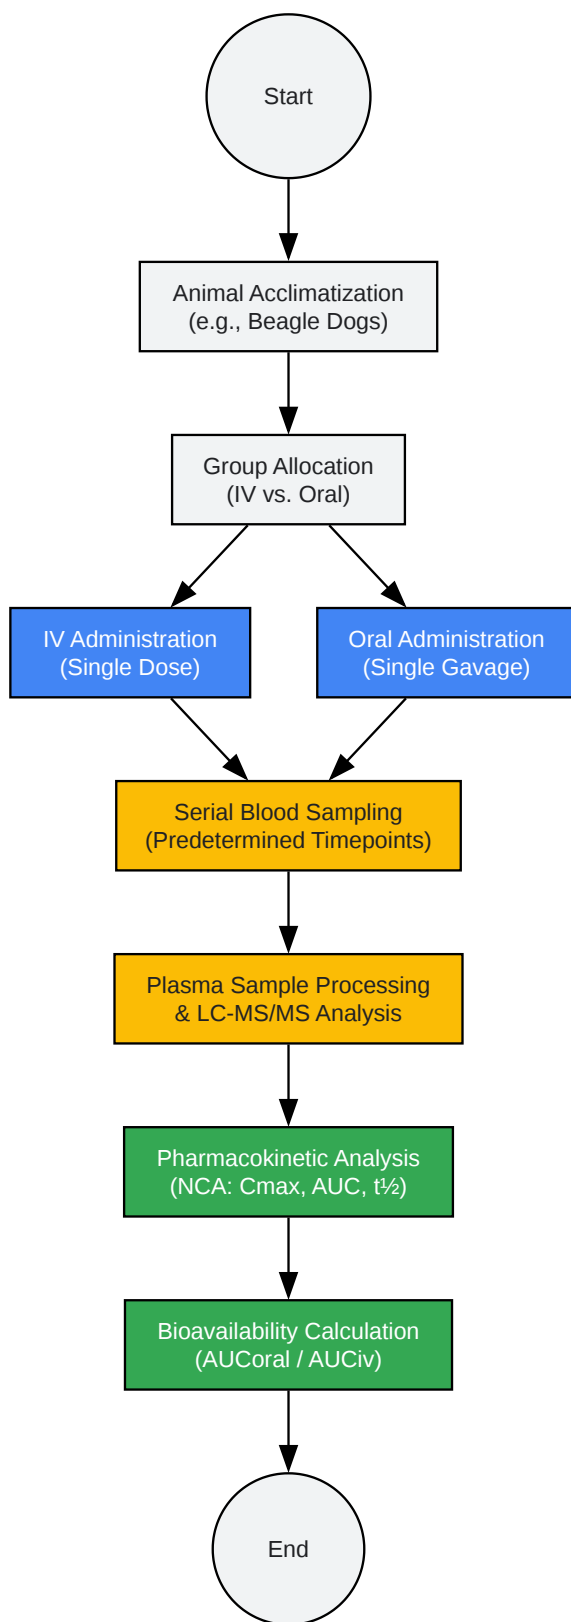 Start
Animal Acclimatization
(e.g., Beagle Dogs)
Group Allocation
(IV vs. Oral)
IV Administration
(Single Dose)
Oral Administration
(Single Gavage)
Serial Blood Sampling
(Predetermined Timepoints)
Plasma Sample Processing
& LC-MS/MS Analysis
Pharmacokinetic Analysis
(NCA: Cmax, AUC, t½)
Bioavailability Calculation
(AUCoral / AUCiv)
End